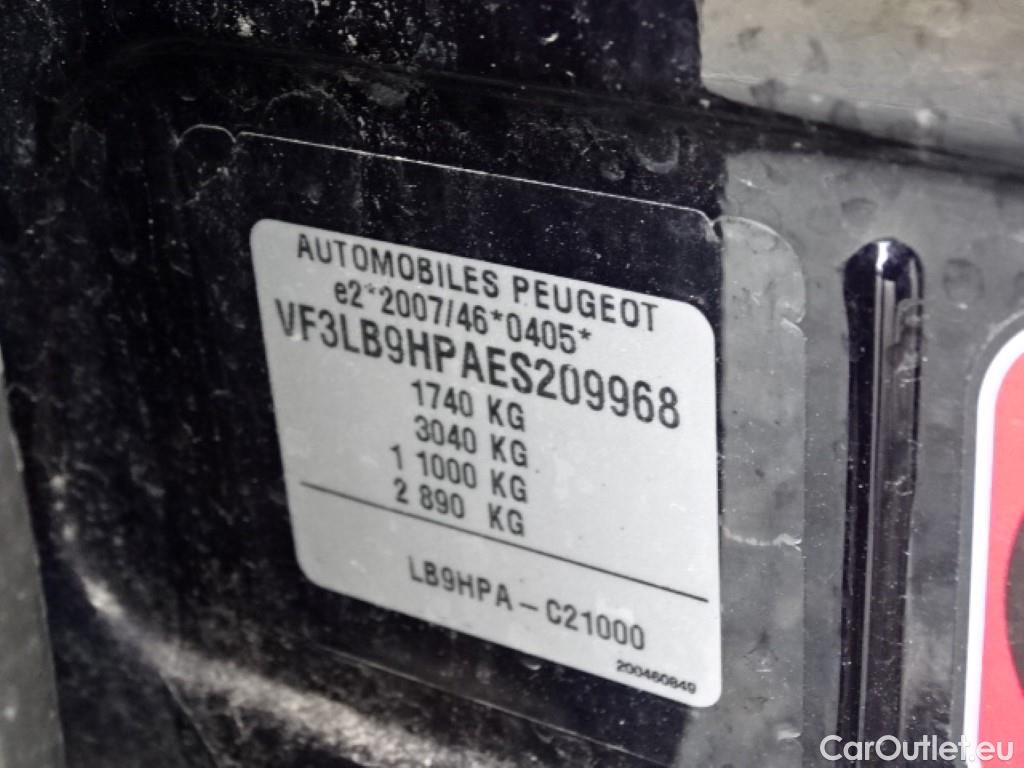 AUTOMOBILES PEUGEOT
e2*2007/46*0405*
VF3LB9HPAES209968
1740 KG
3040 KG
1 1000 KG
2 890 KG
LB9HPA - C21000
200460849
CarOutlet.eu